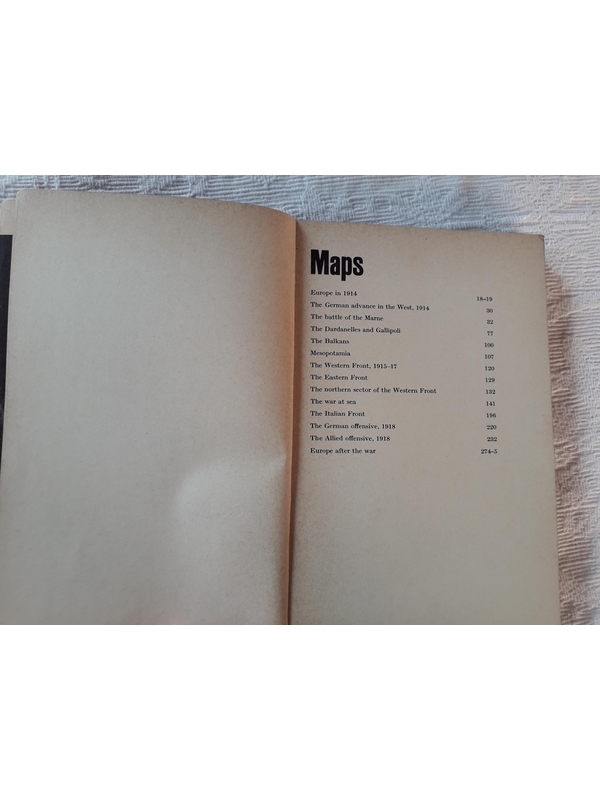 Maps
Europe in 1914 18–19
The German advance in the West, 1914 30
The battle of the Marne 32
The Dardanelles and Gallipoli 77
The Balkans 100
Mesopotamia 107
The Western Front, 1915–17 120
The Eastern Front 129
The northern sector of the Western Front 132
The war at sea 141
The Italian Front 196
The German offensive, 1918 220
The Allied offensive, 1918 232
Europe after the war 274–5